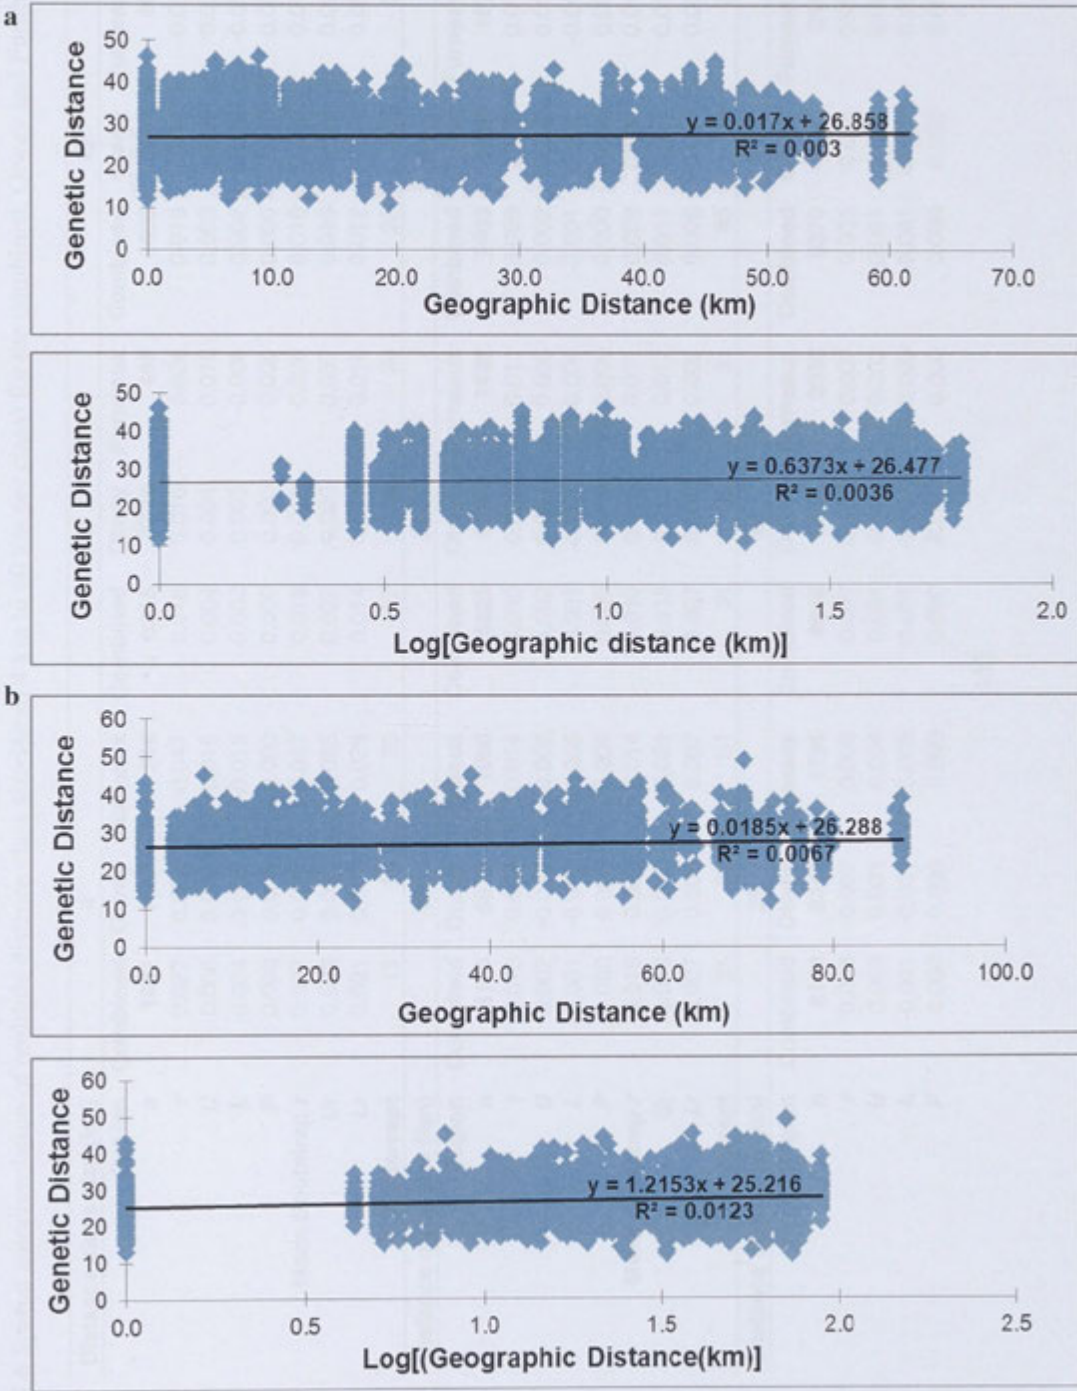 a
Genetic Distance
50
40
30
20
10
0
y = 0.017x + 26.858
R² = 0.003
0.0 10.0 20.0 30.0 40.0 50.0 60.0 70.0
Geographic Distance (km)
Genetic Distance
50
40
30
20
10
0
y = 0.6373x + 26.477
R² = 0.0036
0.0 0.5 1.0 1.5 2.0
Log[Geographic distance (km)]
b
Genetic Distance
60
50
40
30
20
10
0
y = 0.0185x + 26.288
R² = 0.0067
0.0 20.0 40.0 60.0 80.0 100.0
Geographic Distance (km)
Genetic Distance
60
50
40
30
20
10
0
y = 1.2153x + 25.216
R² = 0.0123
0.0 0.5 1.0 1.5 2.0 2.5
Log[(Geographic Distance(km)]